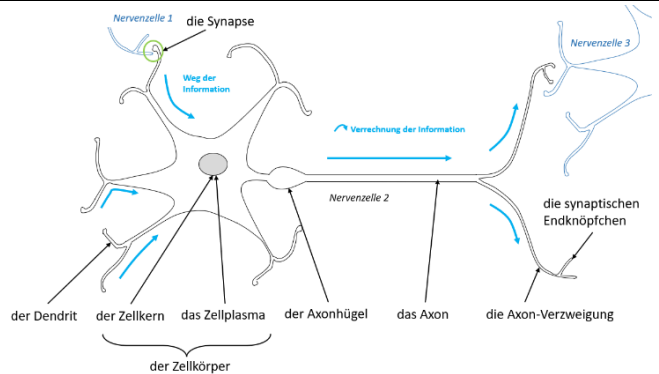 Nervenzelle 1
die Synapse
Nervenzelle 3
Weg der
Information
Verrechnung der Information
Nervenzelle 2
die synaptischen
Endknöpfchen
der Dendrit
der Zellkern
das Zellplasma
der Axonhügel
das Axon
die Axon-Verzweigung
der Zellkörper